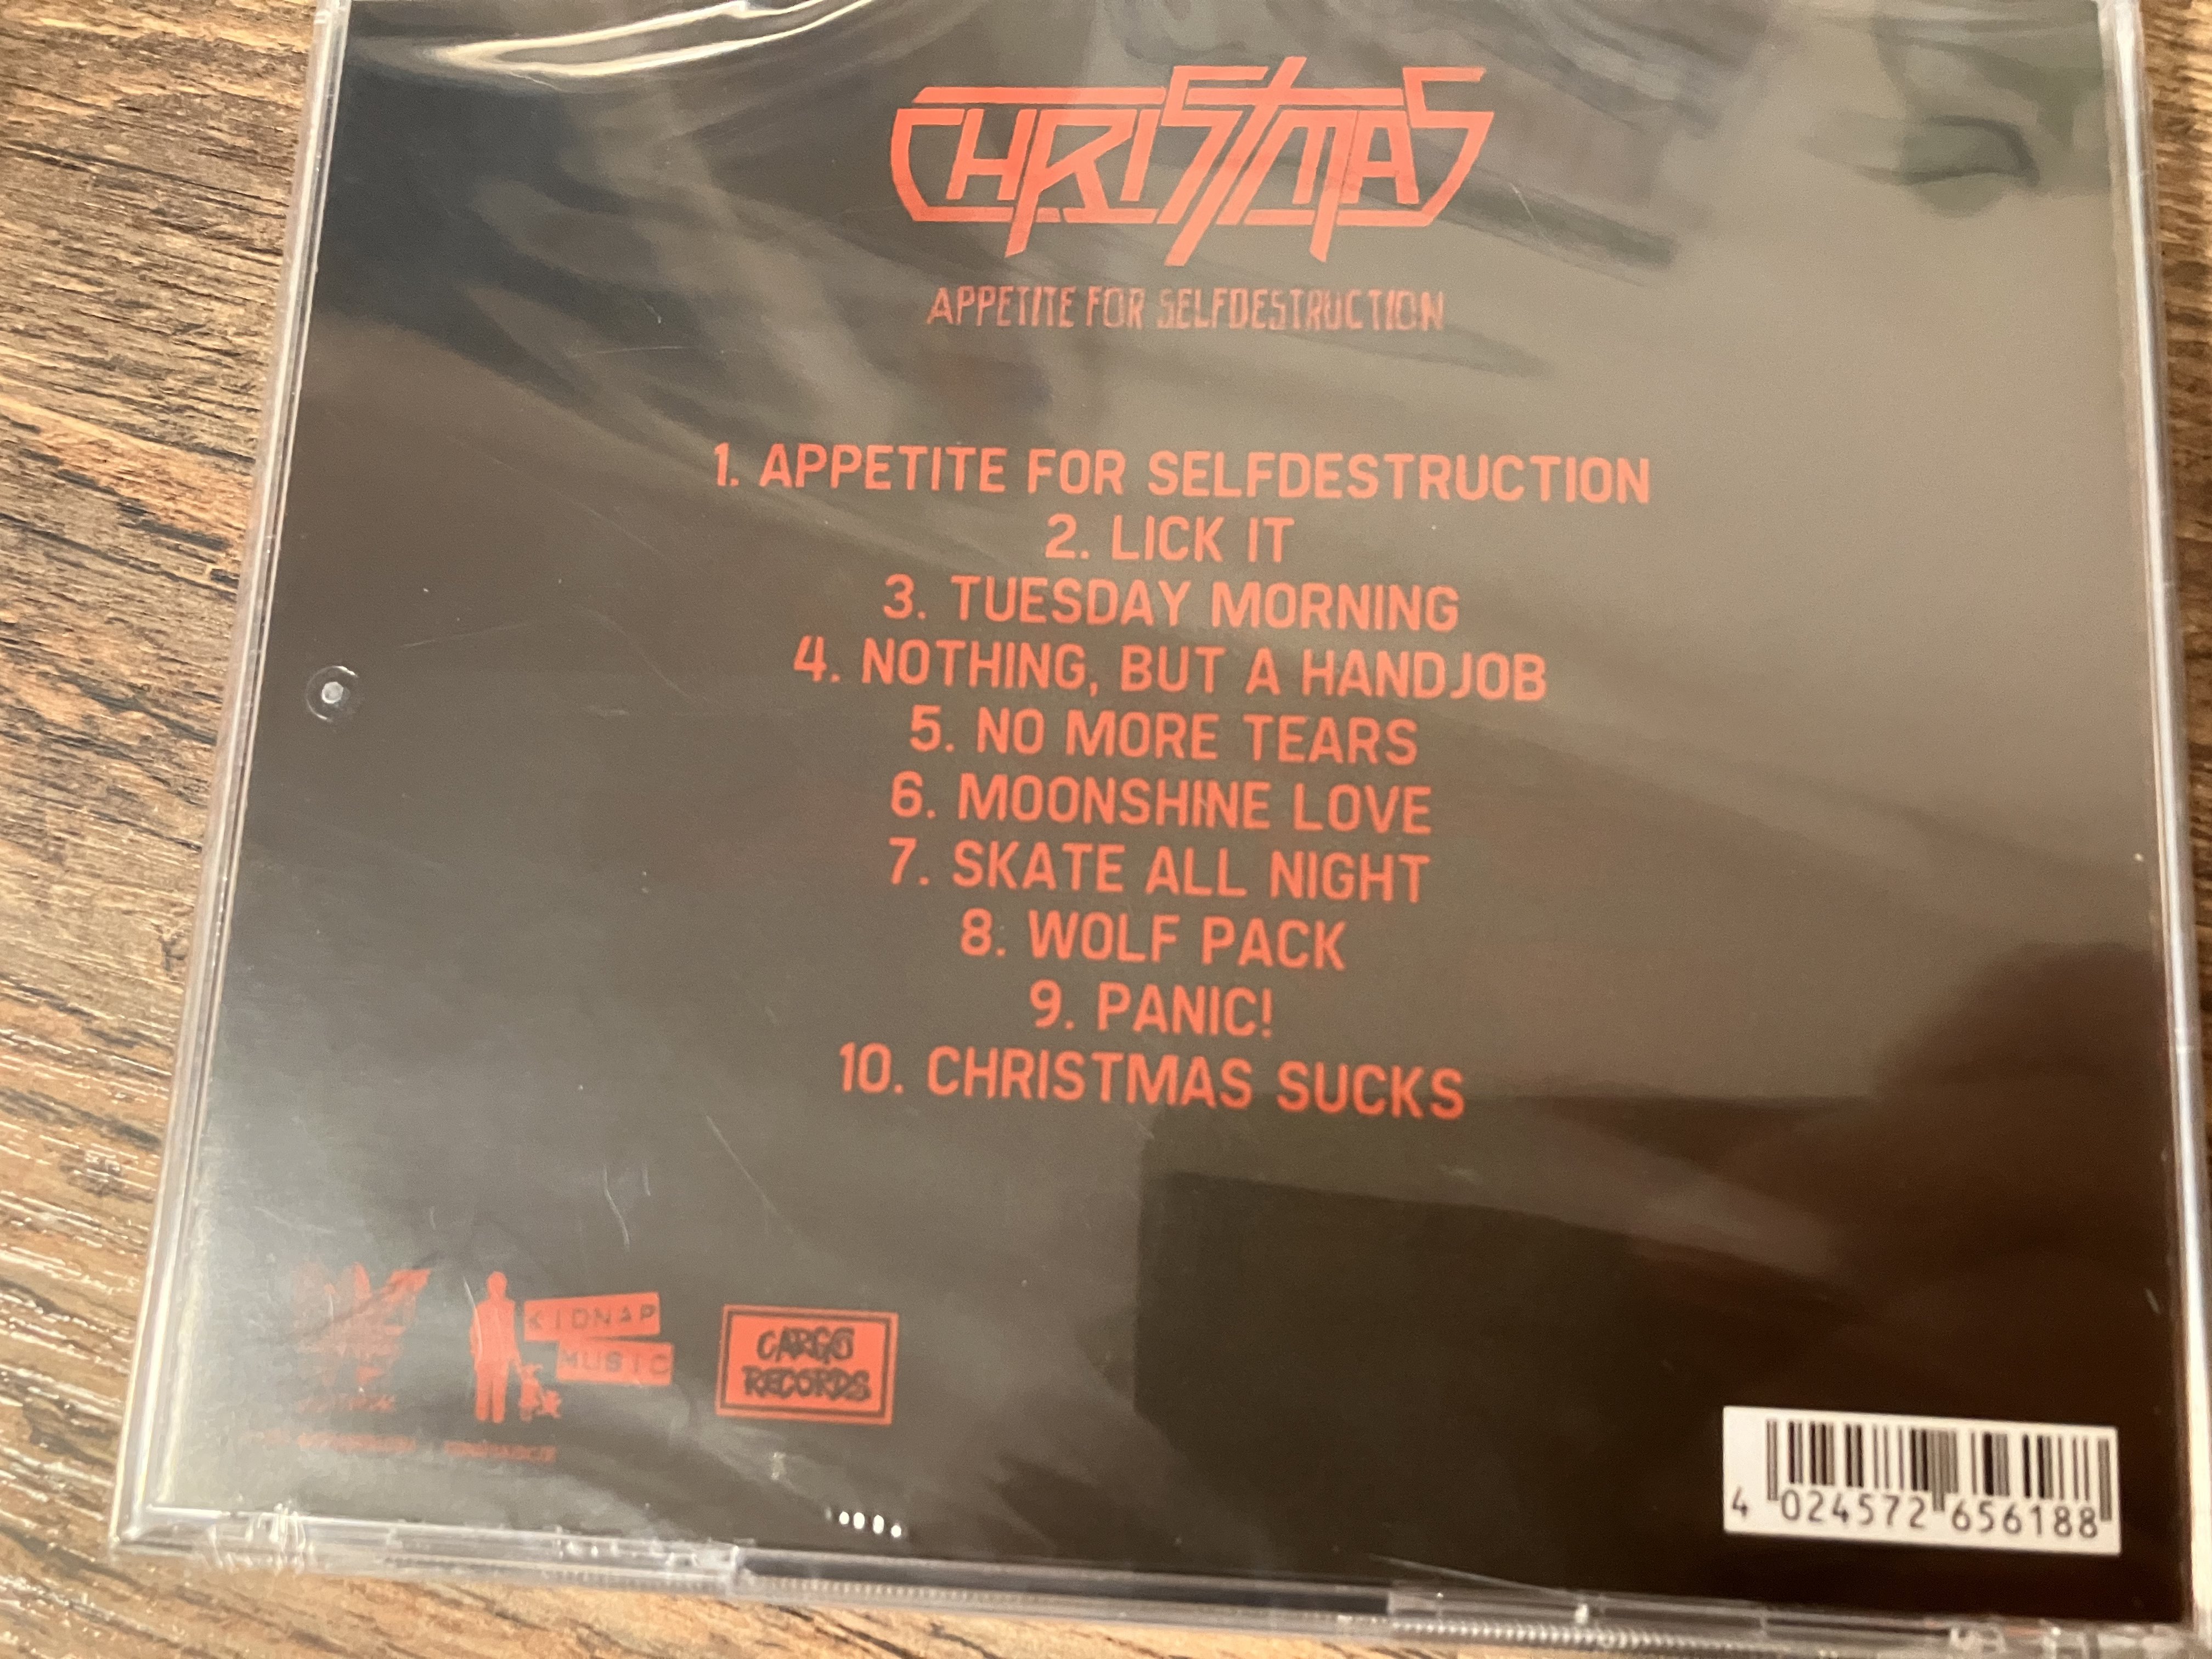 CHRISTMAS
APPETITE FOR SELFDESTRUCTION
1. APPETITE FOR SELFDESTRUCTION
2. LICK IT
3. TUESDAY MORNING
4. NOTHING, BUT A HANDJOB
5. NO MORE TEARS
6. MOONSHINE LOVE
7. SKATE ALL NIGHT
8. WOLF PACK
9. PANIC!
10. CHRISTMAS SUCKS
KIDNAP
MUSIC
CARGO
RECORDS
4 024572 656188